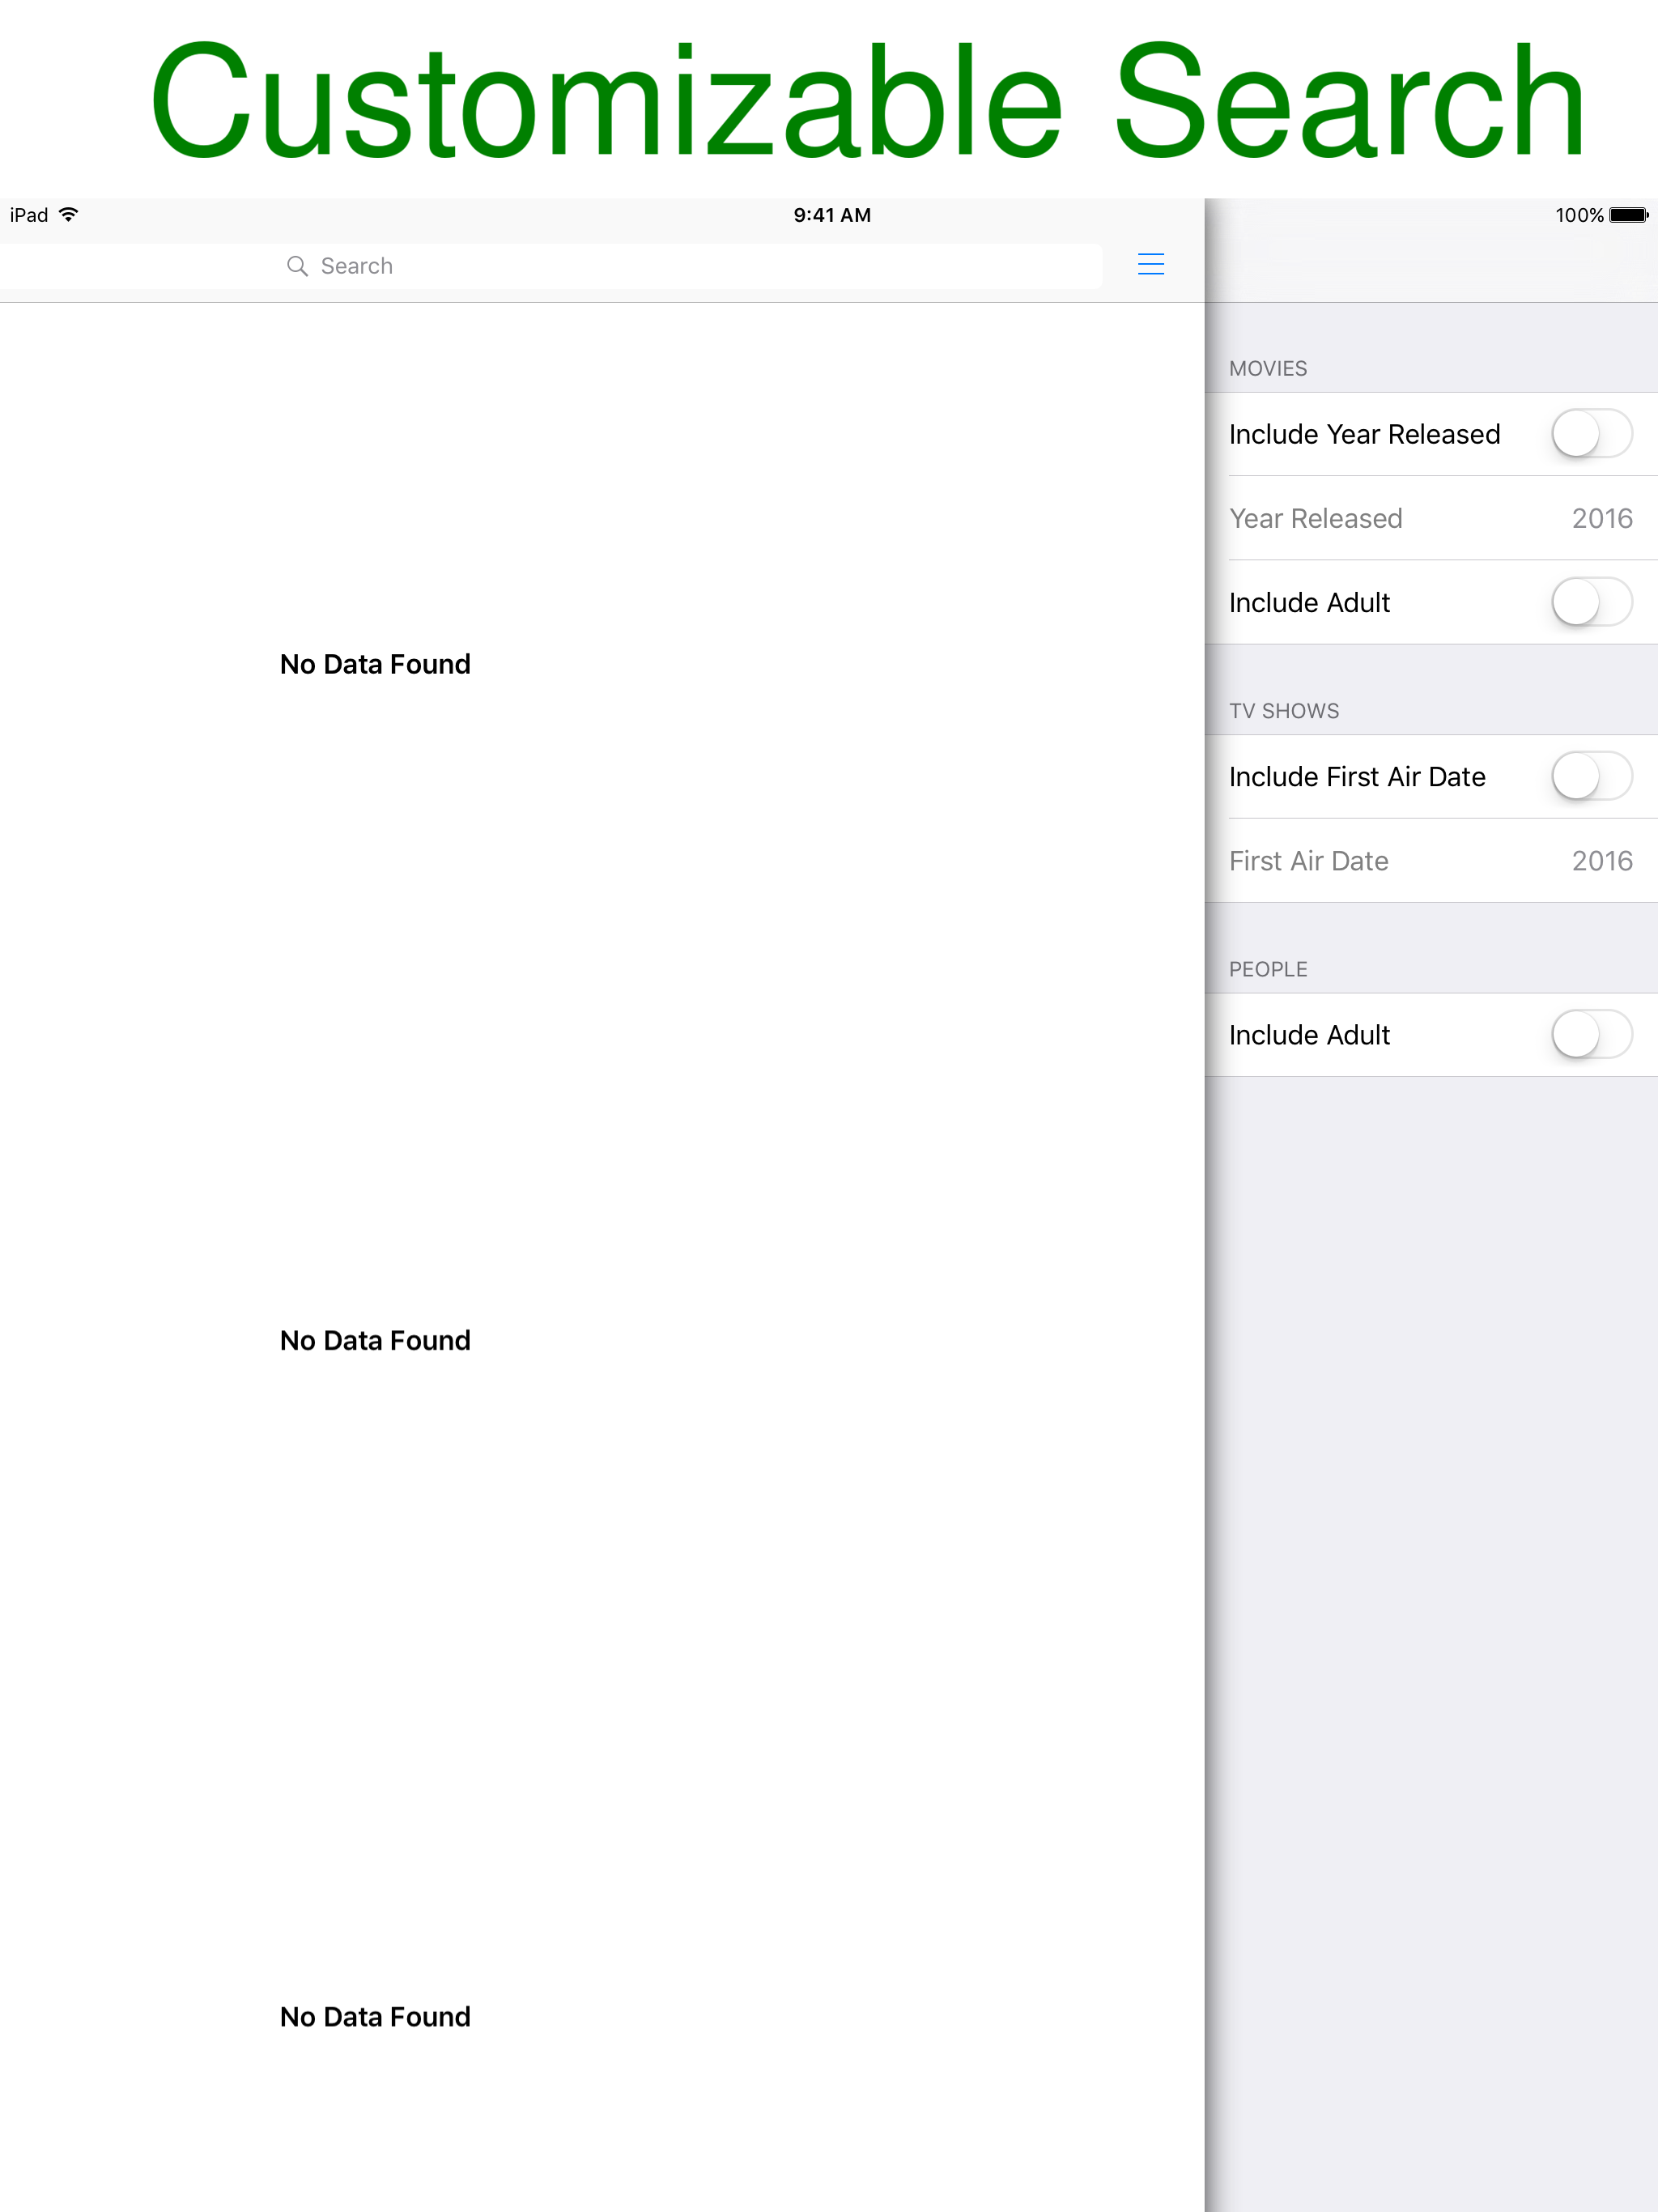 Customizable Search
iPad 9:41 AM 100%
Search
MOVIES
Include Year Released
Year Released 2016
Include Adult
No Data Found
TV SHOWS
Include First Air Date
First Air Date 2016
PEOPLE
Include Adult
No Data Found
No Data Found